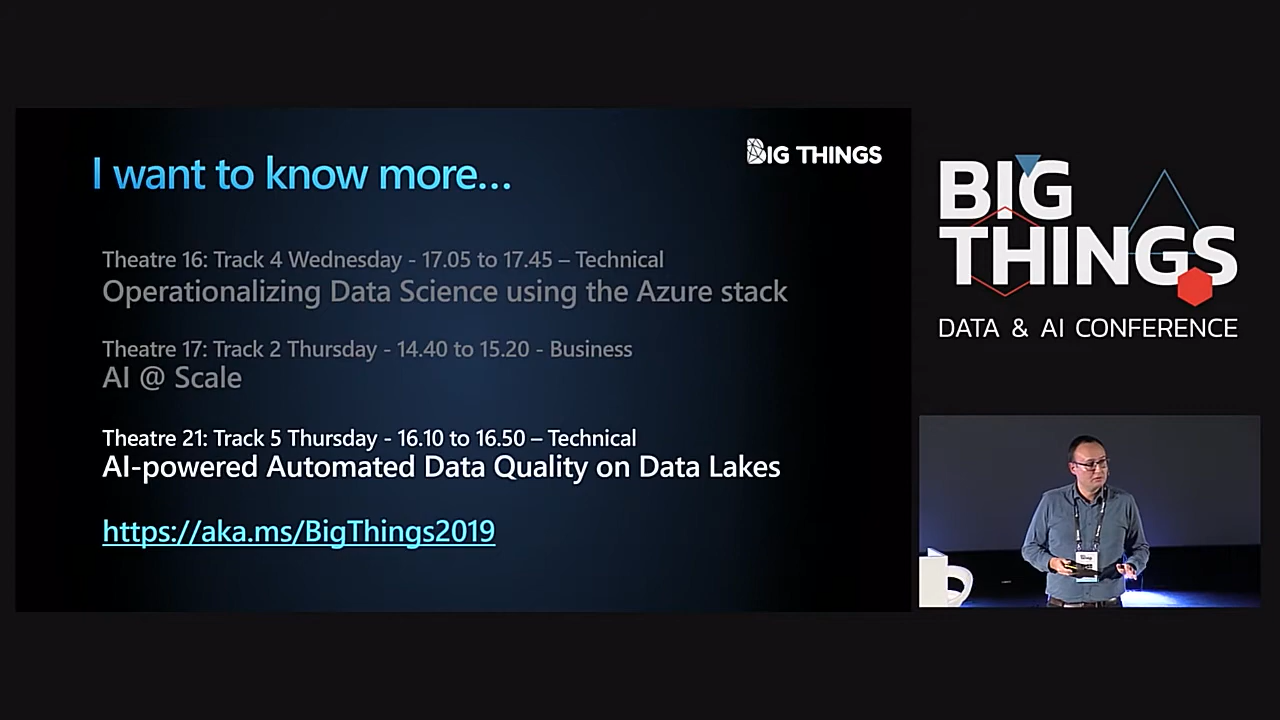 I want to know more...
BIG THINGS
Theatre 16: Track 4 Wednesday - 17.05 to 17.45 – Technical
Operationalizing Data Science using the Azure stack
Theatre 17: Track 2 Thursday - 14.40 to 15.20 - Business
AI @ Scale
Theatre 21: Track 5 Thursday - 16.10 to 16.50 – Technical
AI-powered Automated Data Quality on Data Lakes
https://aka.ms/BigThings2019
BIG
THINGS
DATA & AI CONFERENCE